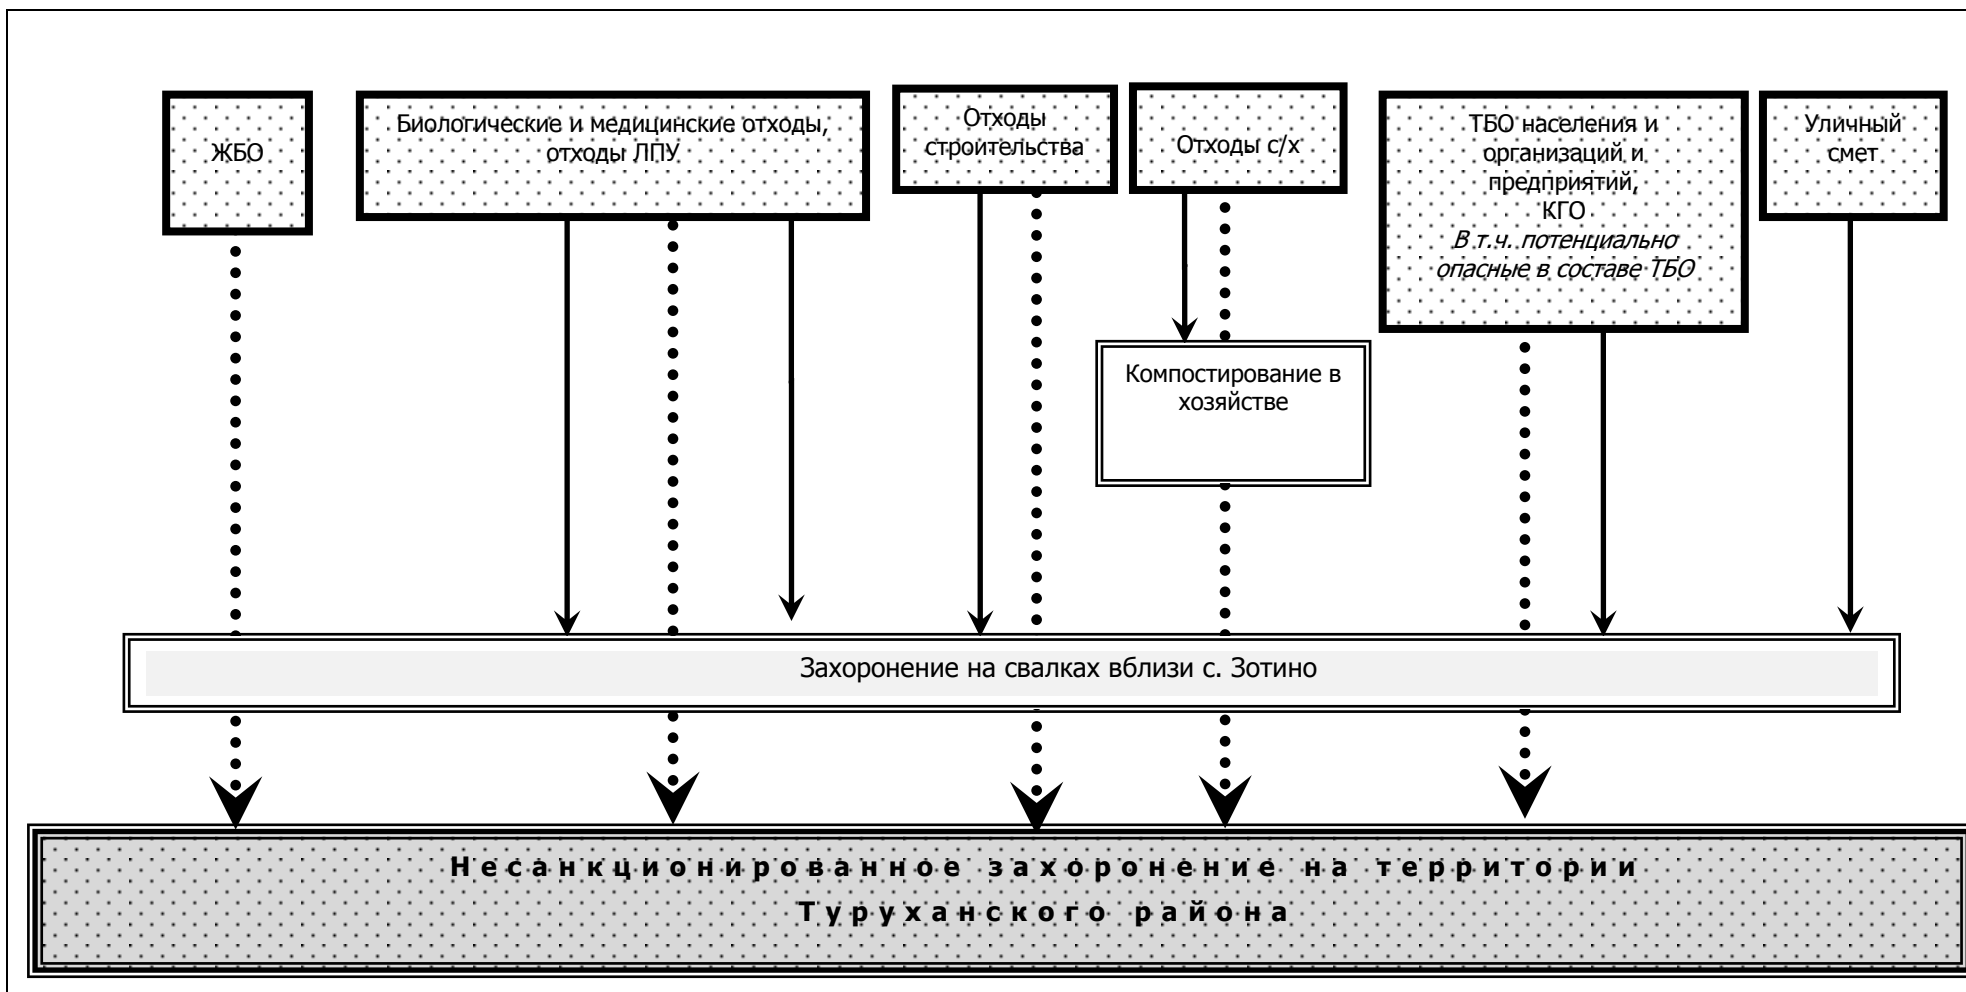 ЖБО
Биологические и медицинские отходы,
отходы ЛПУ
Отходы
строительства
Отходы с/х
ТБО населения и
организаций и
предприятий,
КГО
В т.ч. потенциально
опасные в составе ТБО
Уличный
смет
Компостирование в
хозяйстве
Захоронение на свалках вблизи с. Зотино
Несанкционированное захоронение на территории
Туруханского района